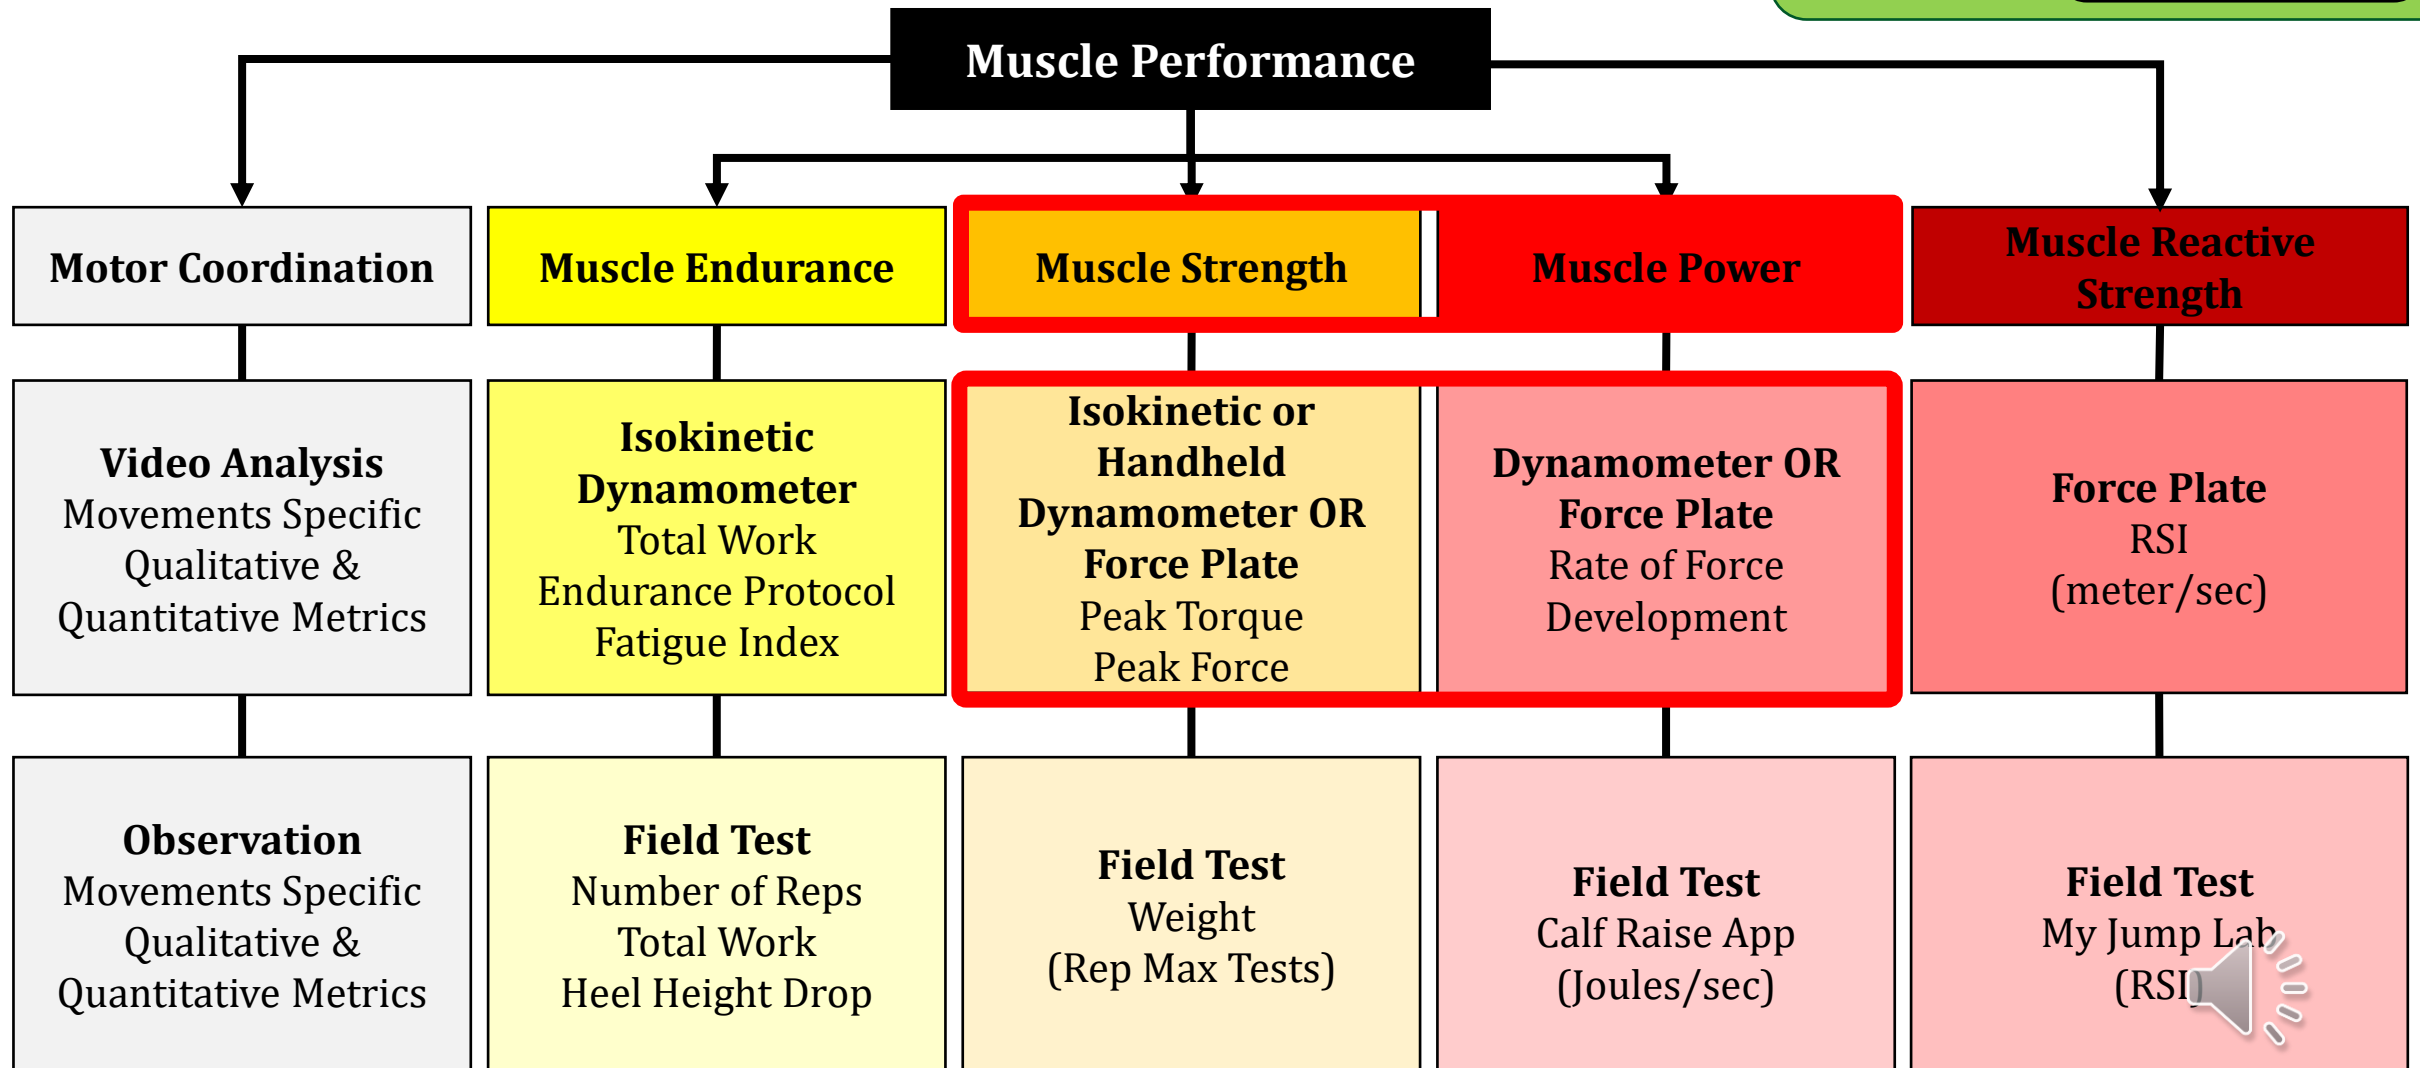 Muscle Performance
Motor Coordination
Muscle Endurance
Muscle Strength
Muscle Power
Muscle Reactive
Strength
Video Analysis
Movements Specific
Qualitative &
Quantitative Metrics
Isokinetic
Dynamometer
Total Work
Endurance Protocol
Fatigue Index
Isokinetic or
Handheld
Dynamometer OR
Force Plate
Peak Torque
Peak Force
Dynamometer OR
Force Plate
Rate of Force
Development
Force Plate
RSI
(meter/sec)
Observation
Movements Specific
Qualitative &
Quantitative Metrics
Field Test
Number of Reps
Total Work
Heel Height Drop
Field Test
Weight
(Rep Max Tests)
Field Test
Calf Raise App
(Joules/sec)
Field Test
My Jump Lab
(RSI)